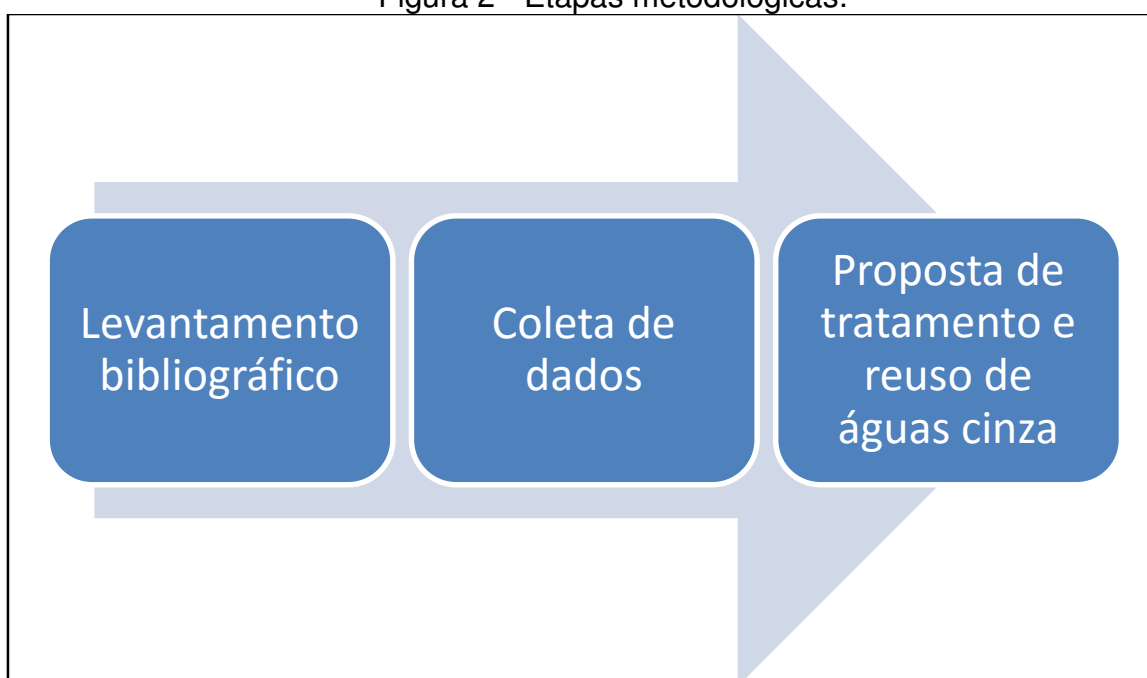 Figura 2 - Etapas metodológicas.
Levantamento
bibliográfico
Coleta de
dados
Proposta de
tratamento e
reuso de
águas cinza